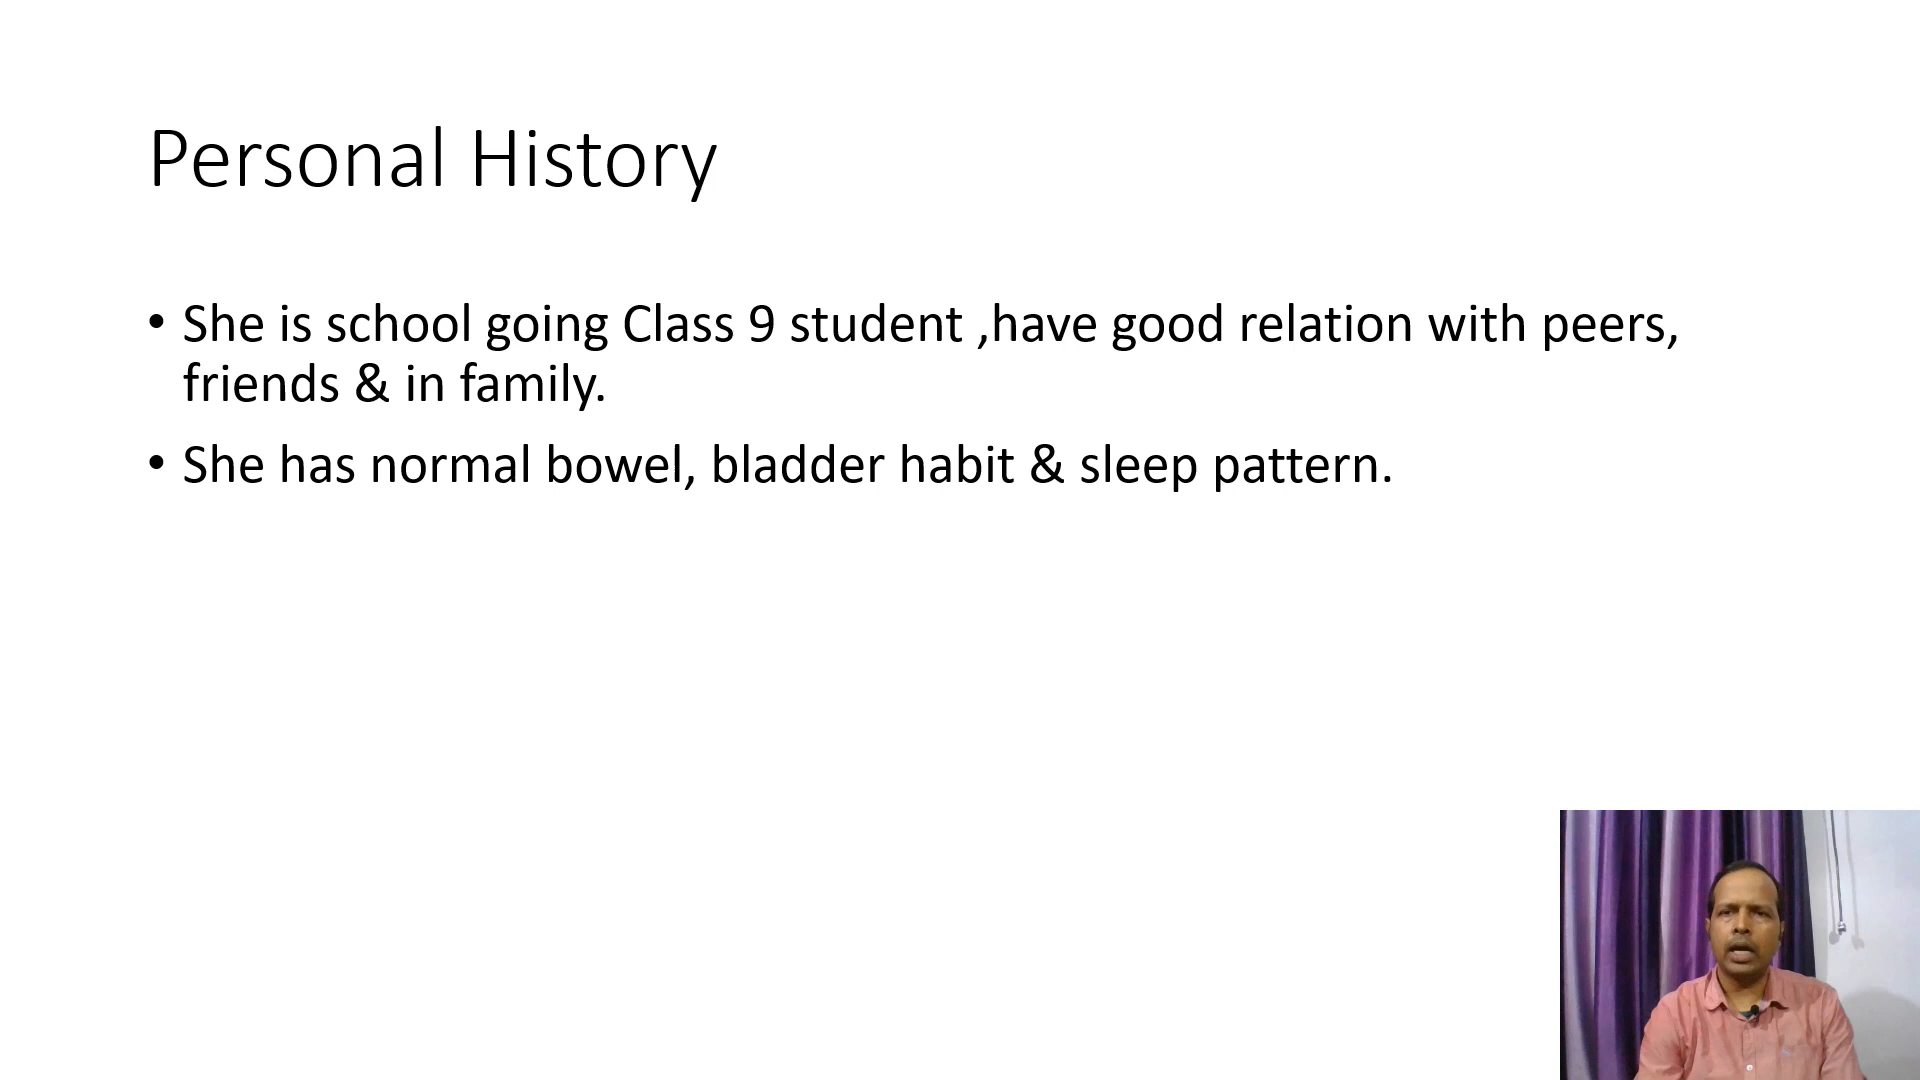 Personal History
• She is school going Class 9 student ,have good relation with peers,
friends & in family.
• She has normal bowel, bladder habit & sleep pattern.